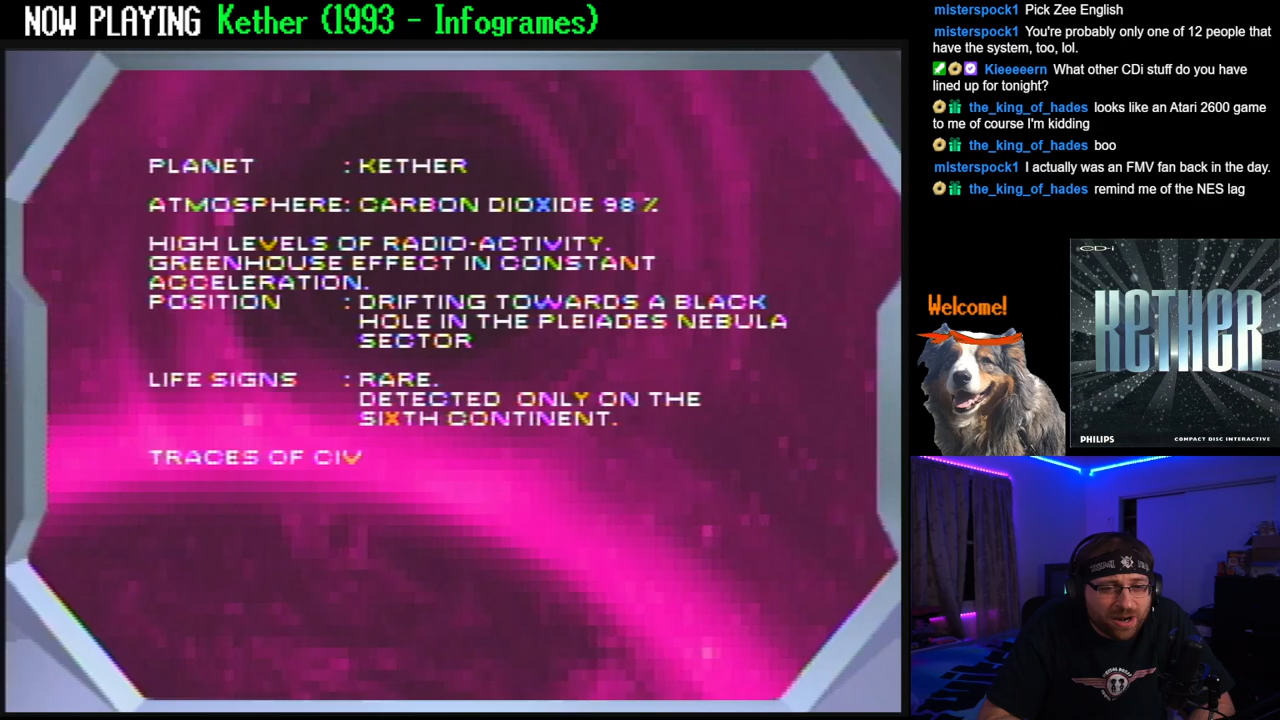 NOW PLAYING Kether (1993 - Infogrames)
PLANET : KETHER
ATMOSPHERE: CARBON DIOXIDE 98 %
HIGH LEVELS OF RADIO-ACTIVITY.
GREENHOUSE EFFECT IN CONSTANT
ACCELERATION.
POSITION : DRIFTING TOWARDS A BLACK
HOLE IN THE PLEIADES NEBULA
SECTOR
LIFE SIGNS : RARE.
DETECTED ONLY ON THE
SIXTH CONTINENT.
TRACES OF CIV
misterspock1 Pick Zee English
misterspock1 You're probably only one of 12 people that
have the system, too, lol.
Kieeeeern What other CDi stuff do you have
lined up for tonight?
the_king_of_hades looks like an Atari 2600 game
to me of course I'm kidding
the_king_of_hades boo
misterspock1 I actually was an FMV fan back in the day.
the_king_of_hades remind me of the NES lag
Welcome!
CD-i
KETHER
PHILIPS COMPACT DISC INTERACTIVE